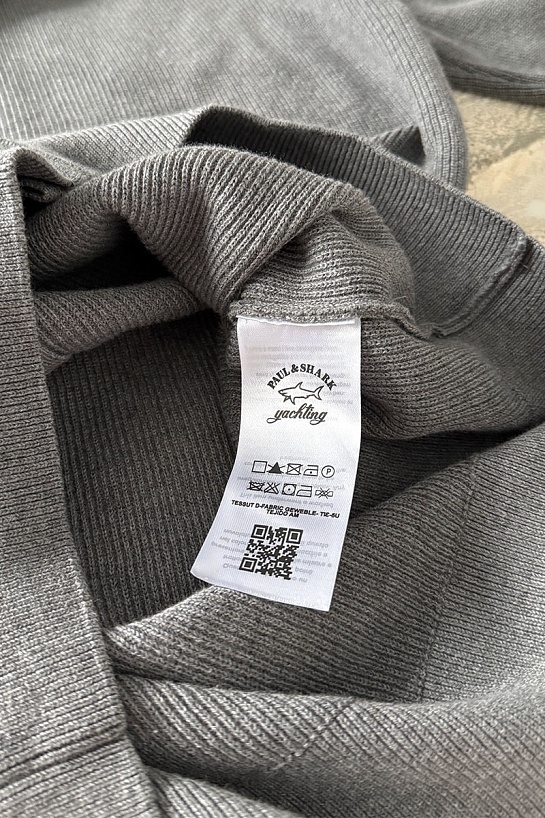 PAUL & SHARK
yachting
TESSUT D-FABRIC GEWEBLE- TIE-SU
TEJIDO AM